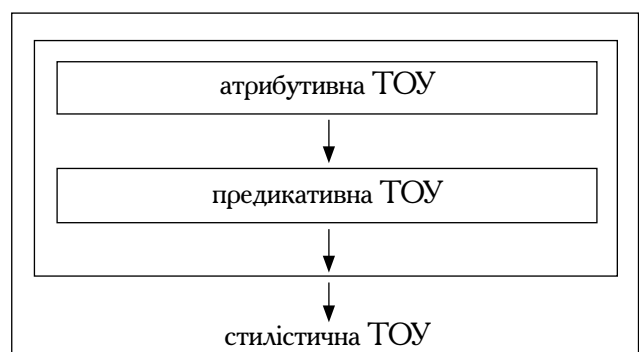 атрибутивна ТОУ
предикативна ТОУ
стилістична ТОУ